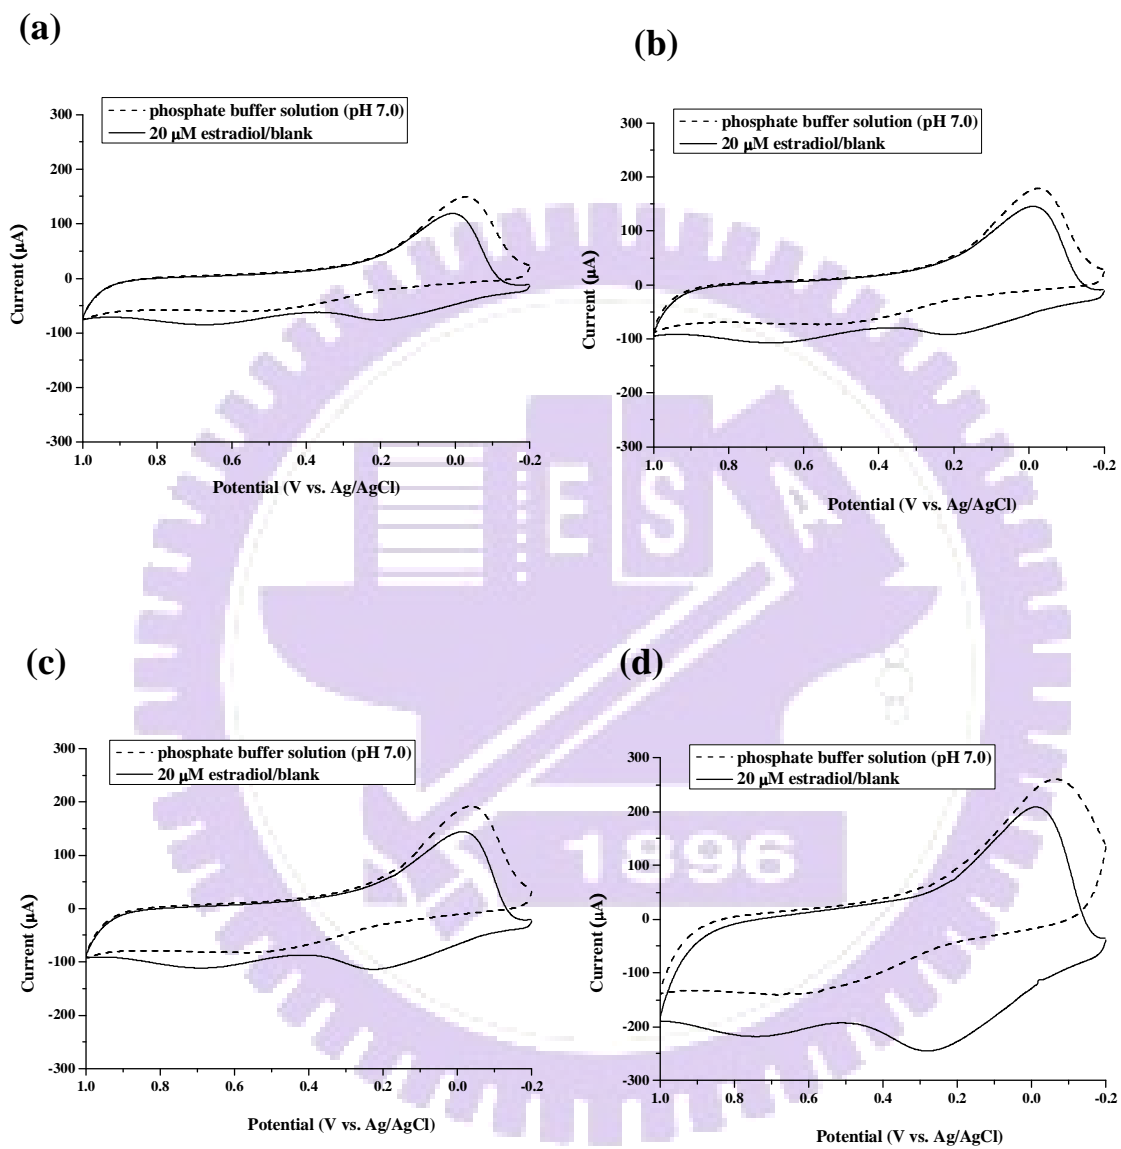 (a)
phosphate buffer solution (pH 7.0)
20 μM estradiol/blank
300
200
100
0
-100
-200
-300
Current (μA)
1.0 0.8 0.6 0.4 0.2 0.0 -0.2
Potential (V vs. Ag/AgCl)
(b)
phosphate buffer solution (pH 7.0)
20 μM estradiol/blank
300
200
100
0
-100
-200
-300
Current (μA)
1.0 0.8 0.6 0.4 0.2 0.0 -0.2
Potential (V vs. Ag/AgCl)
E S A
(c)
phosphate buffer solution (pH 7.0)
20 μM estradiol/blank
300
200
100
0
-100
-200
-300
Current (μA)
1.0 0.8 0.6 0.4 0.2 0.0 -0.2
Potential (V vs. Ag/AgCl)
(d)
phosphate buffer solution (pH 7.0)
20 μM estradiol/blank
300
200
100
0
-100
-200
-300
Current (μA)
1.0 0.8 0.6 0.4 0.2 0.0 -0.2
Potential (V vs. Ag/AgCl)
1896